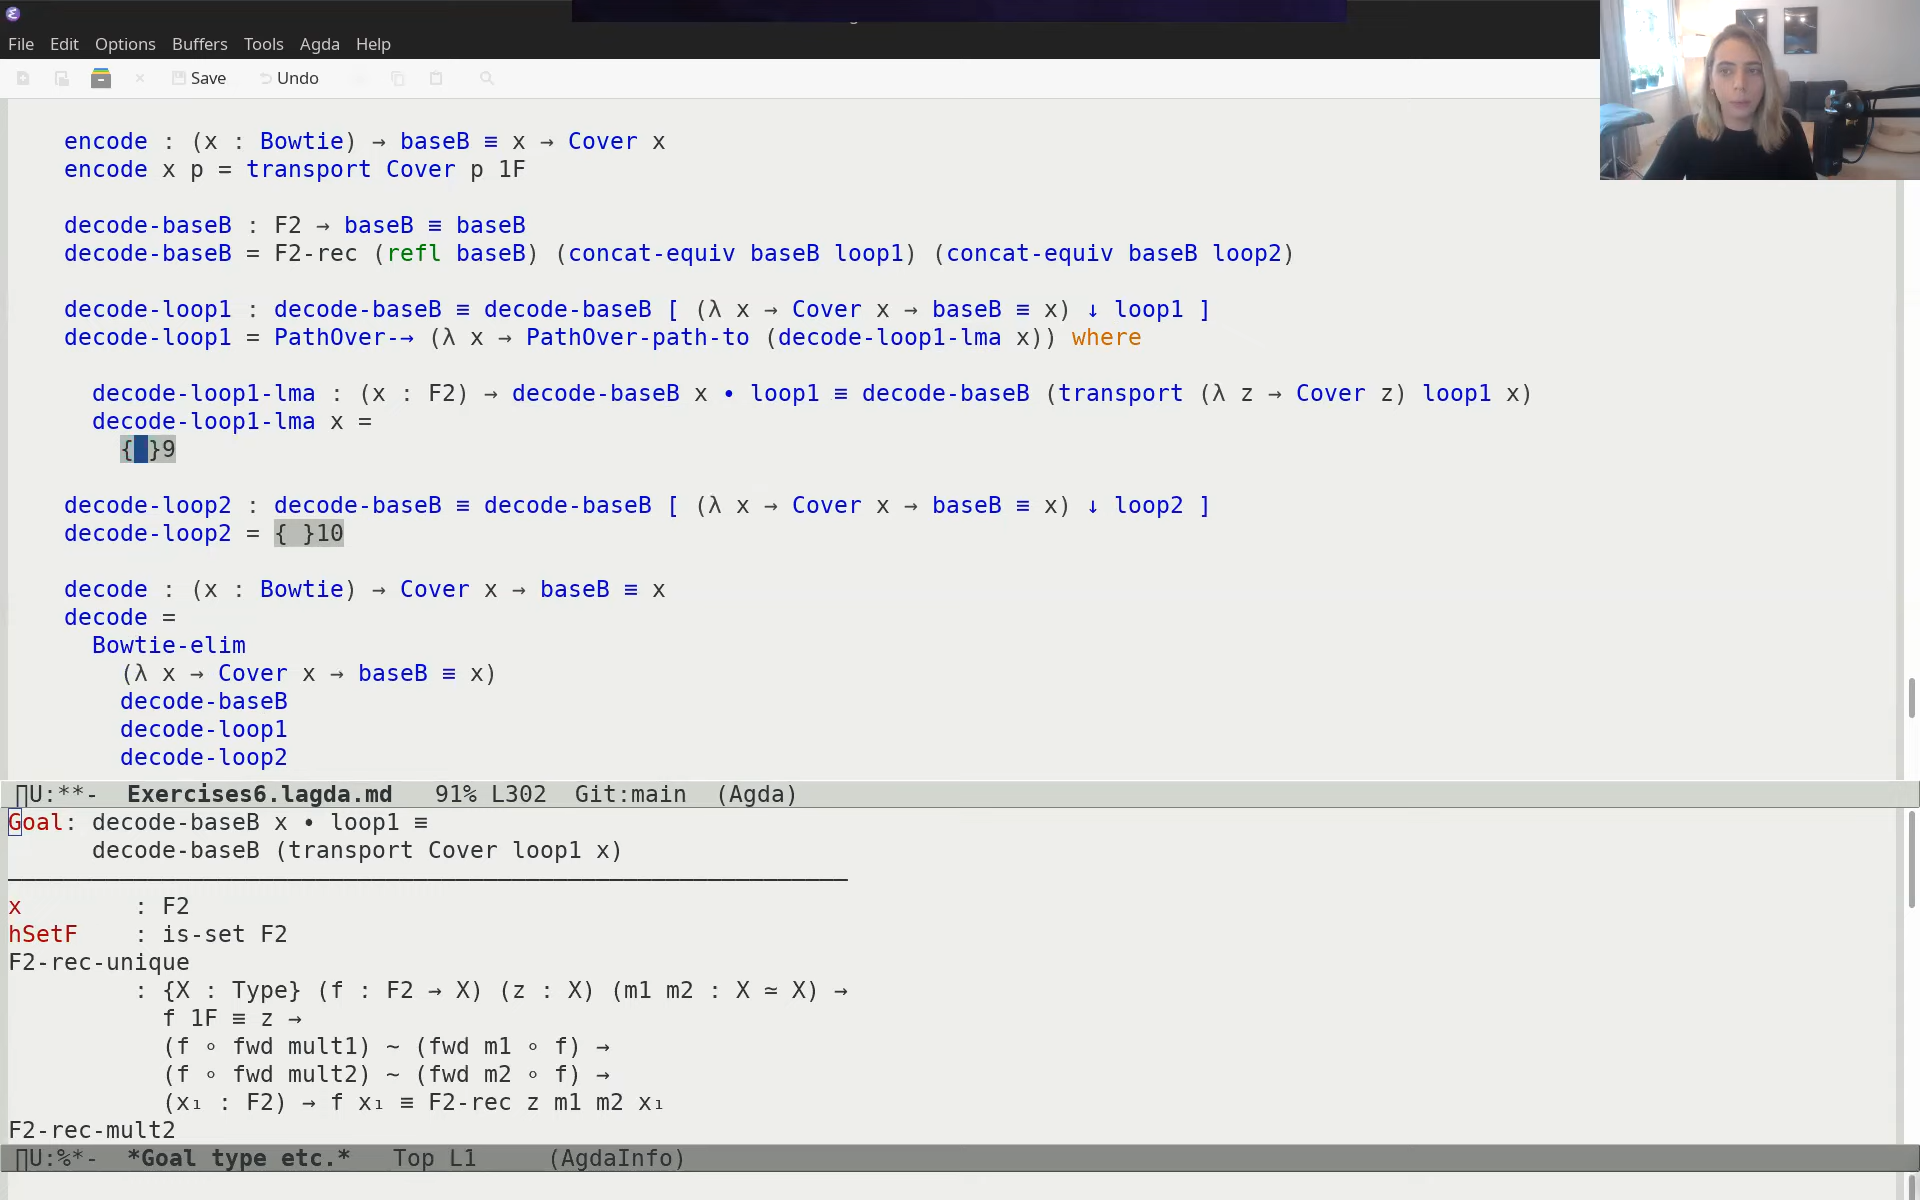 File Edit Options Buffers Tools Agda Help
Save Undo
encode : (x : Bowtie) → baseB ≡ x → Cover x
encode x p = transport Cover p 1F
decode-baseB : F2 → baseB ≡ baseB
decode-baseB = F2-rec (refl baseB) (concat-equiv baseB loop1) (concat-equiv baseB loop2)
decode-loop1 : decode-baseB ≡ decode-baseB [ (λ x → Cover x → baseB ≡ x) ↓ loop1 ]
decode-loop1 = PathOver-→ (λ x → PathOver-path-to (decode-loop1-lma x)) where
decode-loop1-lma : (x : F2) → decode-baseB x • loop1 ≡ decode-baseB (transport (λ z → Cover z) loop1 x)
decode-loop1-lma x =
{ }9
decode-loop2 : decode-baseB ≡ decode-baseB [ (λ x → Cover x → baseB ≡ x) ↓ loop2 ]
decode-loop2 = { }10
decode : (x : Bowtie) → Cover x → baseB ≡ x
decode =
Bowtie-elim
(λ x → Cover x → baseB ≡ x)
decode-baseB
decode-loop1
decode-loop2
∏U:**- Exercises6.lagda.md 91% L302 Git:main (Agda)
Goal: decode-baseB x • loop1 ≡
decode-baseB (transport Cover loop1 x)
x : F2
hSetF : is-set F2
F2-rec-unique
: {X : Type} (f : F2 → X) (z : X) (m1 m2 : X ≃ X) →
f 1F ≡ z →
(f ∘ fwd mult1) ∼ (fwd m1 ∘ f) →
(f ∘ fwd mult2) ∼ (fwd m2 ∘ f) →
(x₁ : F2) → f x₁ ≡ F2-rec z m1 m2 x₁
F2-rec-mult2
∏U:%*- *Goal type etc.* Top L1 (AgdaInfo)